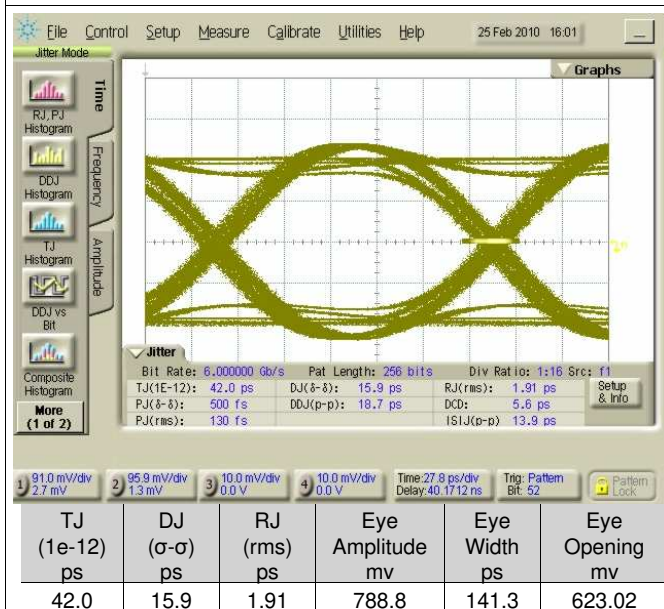 File Control Setup Measure Calibrate Utilities Help 25 Feb 2010 16:01
Jitter Mode
Graphs
Time
Frequency
Amplitude
RJ, PJ
Histogram
DDJ
Histogram
TJ
Histogram
DDJ vs
Bit
Composite
Histogram
More
(1 of 2)
Jitter
Bit Rate: 6.000000 Gb/s Pat Length: 256 bits Div Ratio: 1:16 Src: f1
TJ(1E-12): 42.0 ps DJ(δ-δ): 15.9 ps RJ(rms): 1.91 ps
PJ(δ-δ): 500 fs DDJ(p-p): 18.7 ps DCD: 5.6 ps
PJ(rms): 130 fs ISIJ(p-p) 13.9 ps
Setup
& Info
1) 91.0 mV/div 2) 95.9 mV/div 3) 10.0 mV/div 4) 10.0 mV/div Time:27.8 ps/div Trig: Pattern Pattern
2.7 mV 1.3 mV 0.0 V 0.0 V Delay:40.1712 ns Bit: 52 Lock
TJ DJ RJ Eye Eye Eye
(1e-12) (σ-σ) (rms) Amplitude Width Opening
ps ps ps mv ps mv
42.0 15.9 1.91 788.8 141.3 623.02